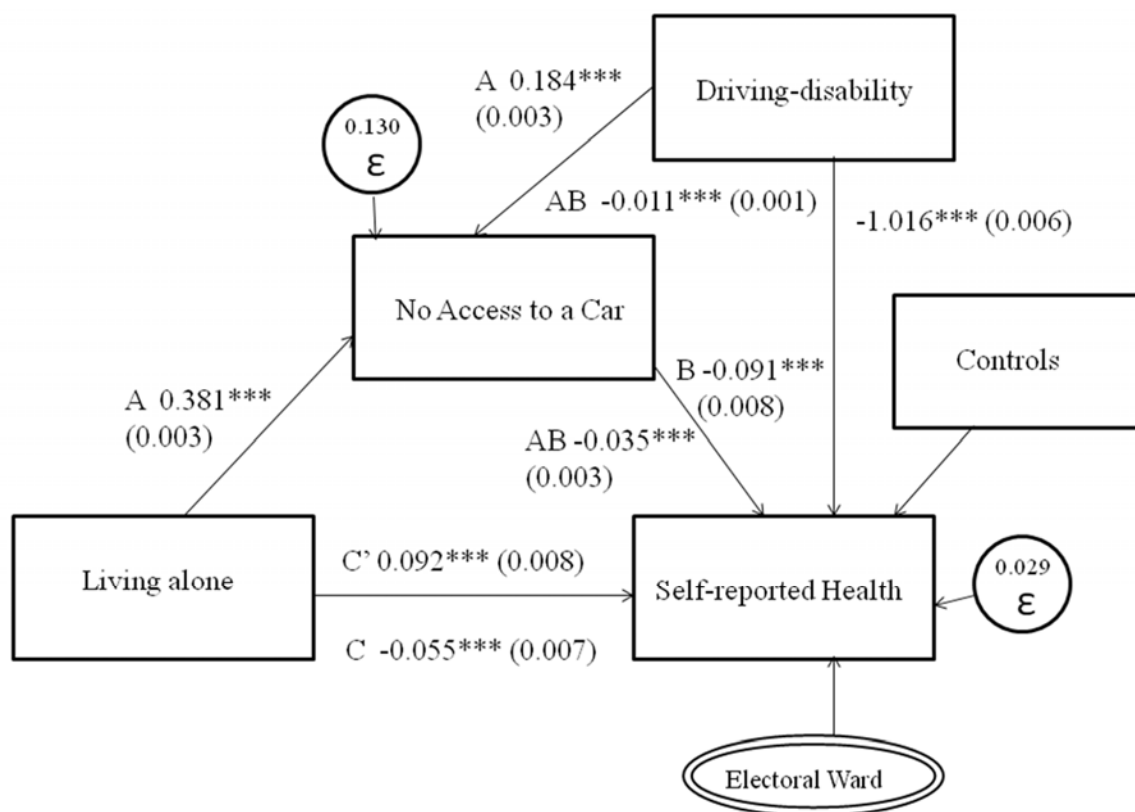 A 0.184***
(0.003)
Driving-disability
0.130
ε
AB -0.011*** (0.001)
-1.016*** (0.006)
No Access to a Car
Controls
A 0.381***
(0.003)
B -0.091***
(0.008)
AB -0.035***
(0.003)
Living alone
C’ 0.092*** (0.008)
Self-reported Health
0.029
ε
C -0.055*** (0.007)
Electoral Ward